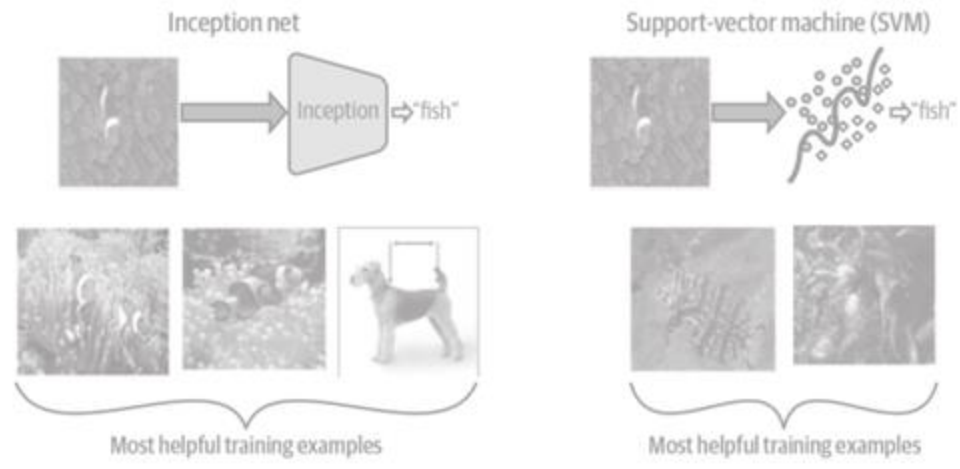 Inception net
Support-vector machine (SVM)
Inception
"fish"
"fish"
Most helpful training examples
Most helpful training examples